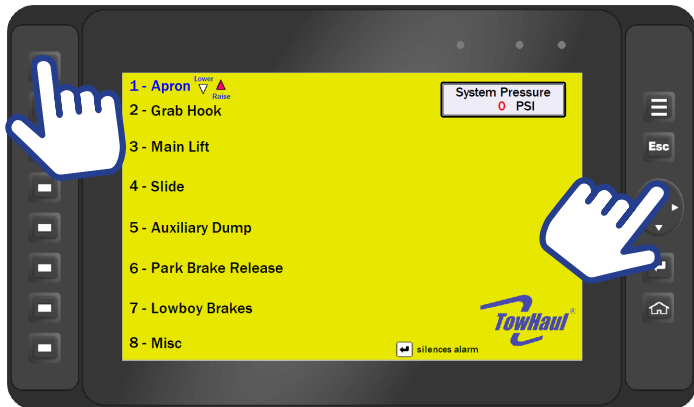 1 - Apron Lower Raise
System Pressure
0 PSI
2 - Grab Hook
3 - Main Lift
Esc
4 - Slide
5 - Auxiliary Dump
6 - Park Brake Release
7 - Lowboy Brakes
TowHaul®
8 - Misc
silences alarm